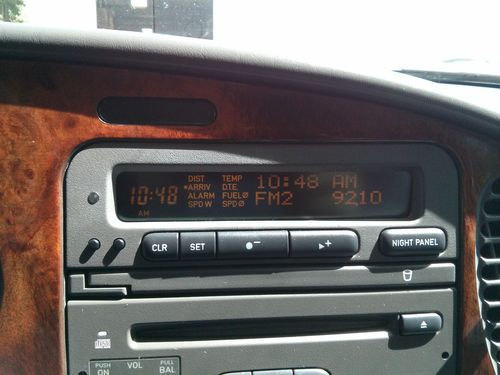 DIST TEMP
*ARRIV DTE 10:48 AM
10:48 ALARM FUELØ FM2 9210
AM SPD W SPDØ
CLR SET ●− ▸+ NIGHT PANEL
PUSH VOL PULL
ON BAL